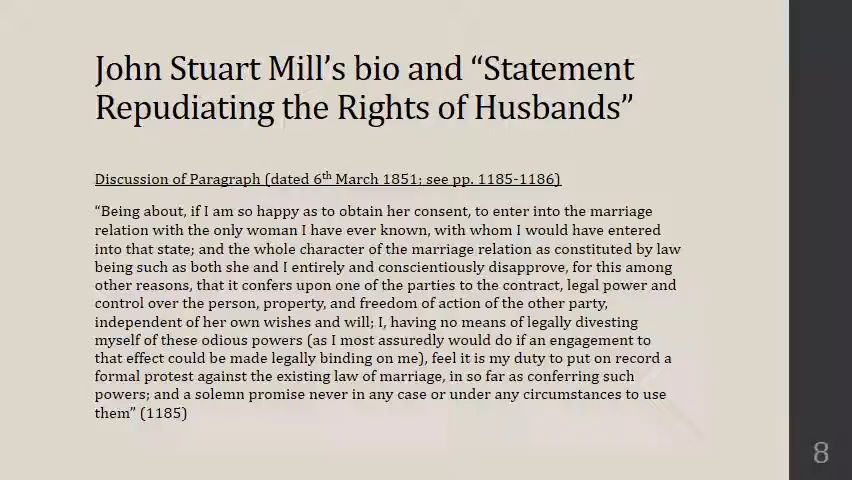 John Stuart Mill’s bio and “Statement
Repudiating the Rights of Husbands”
Discussion of Paragraph (dated 6th March 1851; see pp. 1185-1186)
“Being about, if I am so happy as to obtain her consent, to enter into the marriage
relation with the only woman I have ever known, with whom I would have entered
into that state; and the whole character of the marriage relation as constituted by law
being such as both she and I entirely and conscientiously disapprove, for this among
other reasons, that it confers upon one of the parties to the contract, legal power and
control over the person, property, and freedom of action of the other party,
independent of her own wishes and will; I, having no means of legally divesting
myself of these odious powers (as I most assuredly would do if an engagement to
that effect could be made legally binding on me), feel it is my duty to put on record a
formal protest against the existing law of marriage, in so far as conferring such
powers; and a solemn promise never in any case or under any circumstances to use
them” (1185)
8